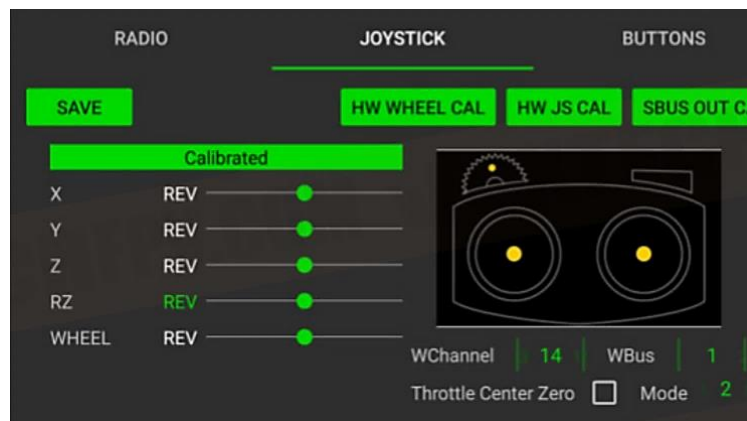 RADIO JOYSTICK BUTTONS
SAVE HW WHEEL CAL HW JS CAL SBUS OUT
Calibrated
X REV
Y REV
Z REV
RZ REV
WHEEL REV
WChannel 14 WBus 1
Throttle Center Zero Mode 2